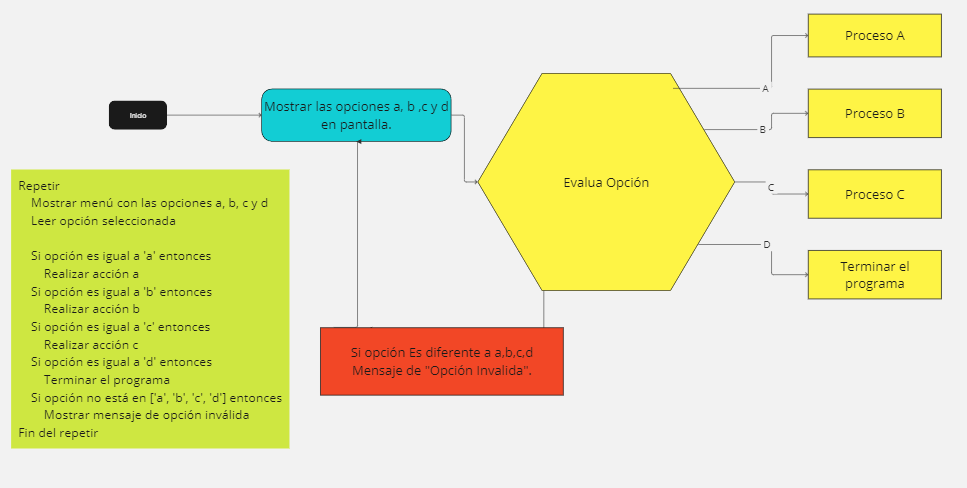 Inicio
Mostrar las opciones a, b ,c y d
en pantalla.
Evalua Opción
A
Proceso A
B
Proceso B
C
Proceso C
D
Terminar el
programa
Si opción Es diferente a a,b,c,d
Mensaje de "Opción Invalida".
Repetir
Mostrar menú con las opciones a, b, c y d
Leer opción seleccionada
Si opción es igual a 'a' entonces
Realizar acción a
Si opción es igual a 'b' entonces
Realizar acción b
Si opción es igual a 'c' entonces
Realizar acción c
Si opción es igual a 'd' entonces
Terminar el programa
Si opción no está en ['a', 'b', 'c', 'd'] entonces
Mostrar mensaje de opción inválida
Fin del repetir